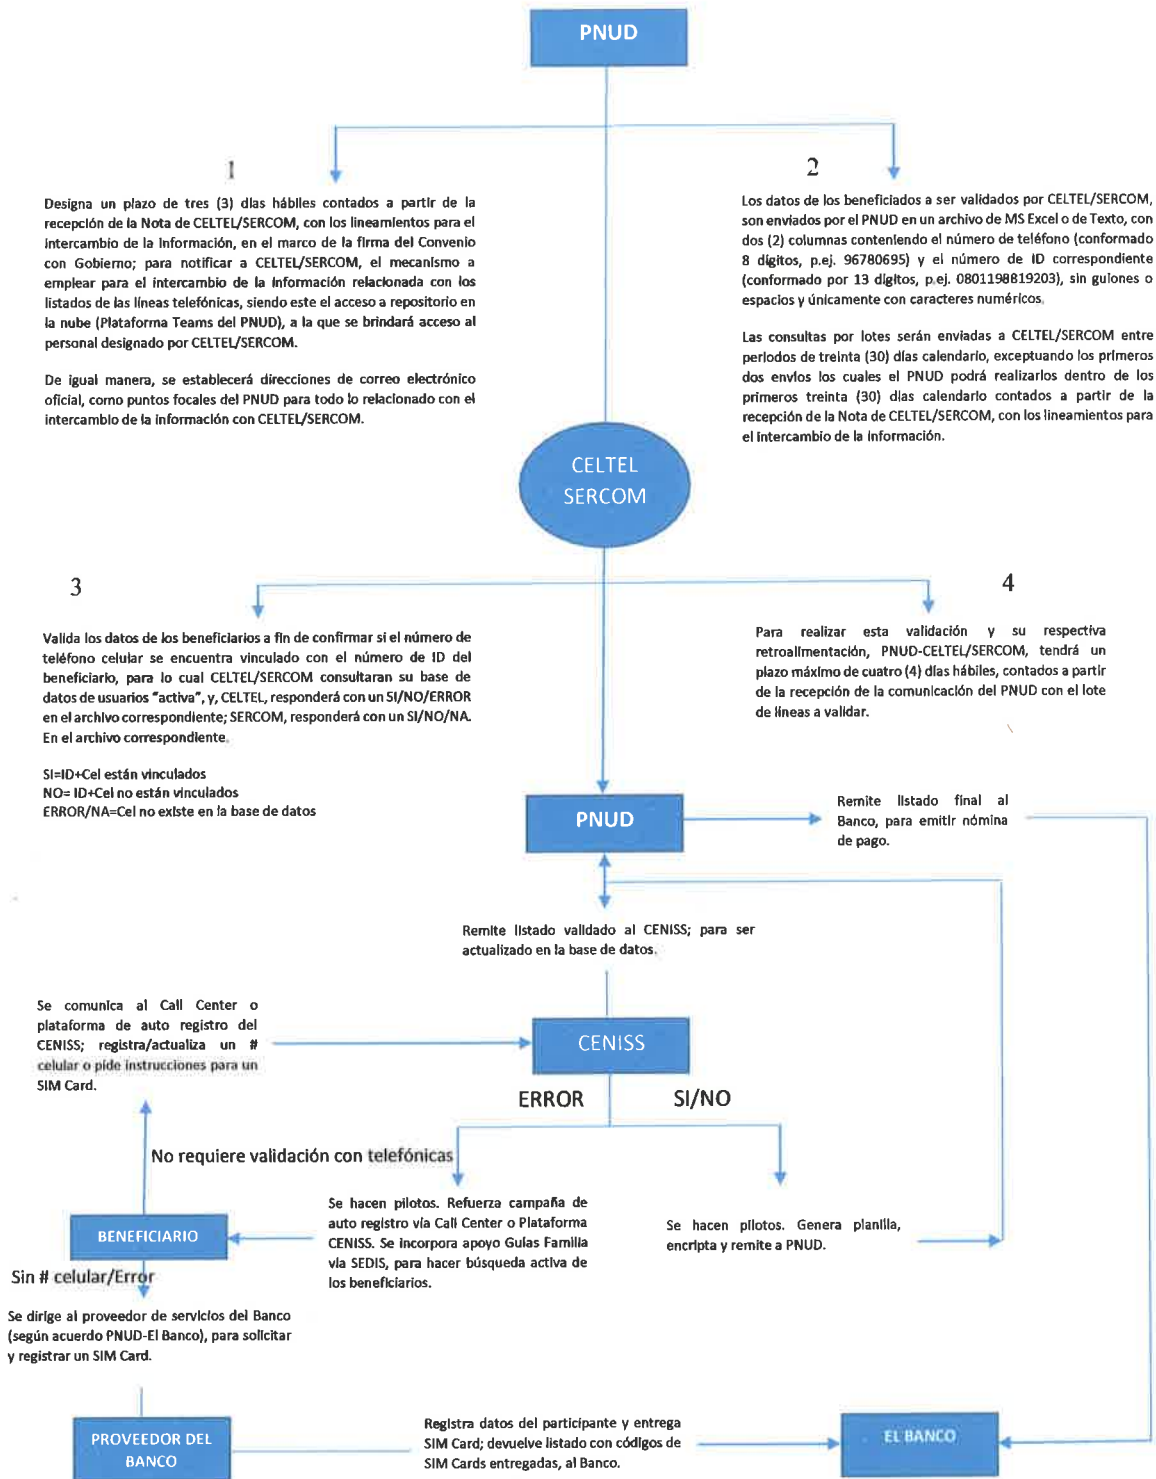 PNUD
1
Designa un plazo de tres (3) días hábiles contados a partir de la
recepción de la Nota de CELTEL/SERCOM, con los lineamientos para el
intercambio de la información, en el marco de la firma del Convenio
con Gobierno; para notificar a CELTEL/SERCOM, el mecanismo a
emplear para el intercambio de la información relacionada con los
listados de las líneas telefónicas, siendo este el acceso a repositorio en
la nube (Plataforma Teams del PNUD), a la que se brindará acceso al
personal designado por CELTEL/SERCOM.
De igual manera, se establecerá direcciones de correo electrónico
oficial, como puntos focales del PNUD para todo lo relacionado con el
intercambio de la información con CELTEL/SERCOM.
2
Los datos de los beneficiados a ser validados por CELTEL/SERCOM,
son enviados por el PNUD en un archivo de MS Excel o de Texto, con
dos (2) columnas conteniendo el número de teléfono (conformado
8 dígitos, p.ej. 96780695) y el número de ID correspondiente
(conformado por 13 dígitos, p.ej. 0801198819203), sin guiones o
espacios y únicamente con caracteres numéricos.
Las consultas por lotes serán enviadas a CELTEL/SERCOM entre
periodos de treinta (30) días calendario, exceptuando los primeros
dos envíos los cuales el PNUD podrá realizarlos dentro de los
primeros treinta (30) días calendario contados a partir de la
recepción de la Nota de CELTEL/SERCOM, con los lineamientos para
el intercambio de la información.
CELTEL
SERCOM
3
Valida los datos de los beneficiarios a fin de confirmar si el número de
teléfono celular se encuentra vinculado con el número de ID del
beneficiario, para lo cual CELTEL/SERCOM consultaran su base de
datos de usuarios "activa", y, CELTEL, responderá con un SI/NO/ERROR
en el archivo correspondiente; SERCOM, responderá con un SI/NO/NA.
En el archivo correspondiente.
SI=ID+Cel están vinculados
NO= ID+Cel no están vinculados
ERROR/NA=Cel no existe en la base de datos
4
Para realizar esta validación y su respectiva
retroalimentación, PNUD-CELTEL/SERCOM, tendrá un
plazo máximo de cuatro (4) días hábiles, contados a partir
de la recepción de la comunicación del PNUD con el lote
de líneas a validar.
PNUD
Remite listado final al
Banco, para emitir nómina
de pago.
Remite listado validado al CENISS; para ser
actualizado en la base de datos.
Se comunica al Call Center o
plataforma de auto registro del
CENISS; registra/actualiza un #
celular o pide instrucciones para un
SIM Card.
CENISS
ERROR
SI/NO
No requiere validación con telefónicas
Se hacen pilotos. Refuerza campaña de
auto registro vía Call Center o Plataforma
CENISS. Se incorpora apoyo Guías Familia
vía SEDIS, para hacer búsqueda activa de
los beneficiarios.
Se hacen pilotos. Genera planilla,
encripta y remite a PNUD.
BENEFICIARIO
Sin # celular/Error
Se dirige al proveedor de servicios del Banco
(según acuerdo PNUD-El Banco), para solicitar
y registrar un SIM Card.
PROVEEDOR DEL
BANCO
Registra datos del participante y entrega
SIM Card; devuelve listado con códigos de
SIM Cards entregadas, al Banco.
EL BANCO